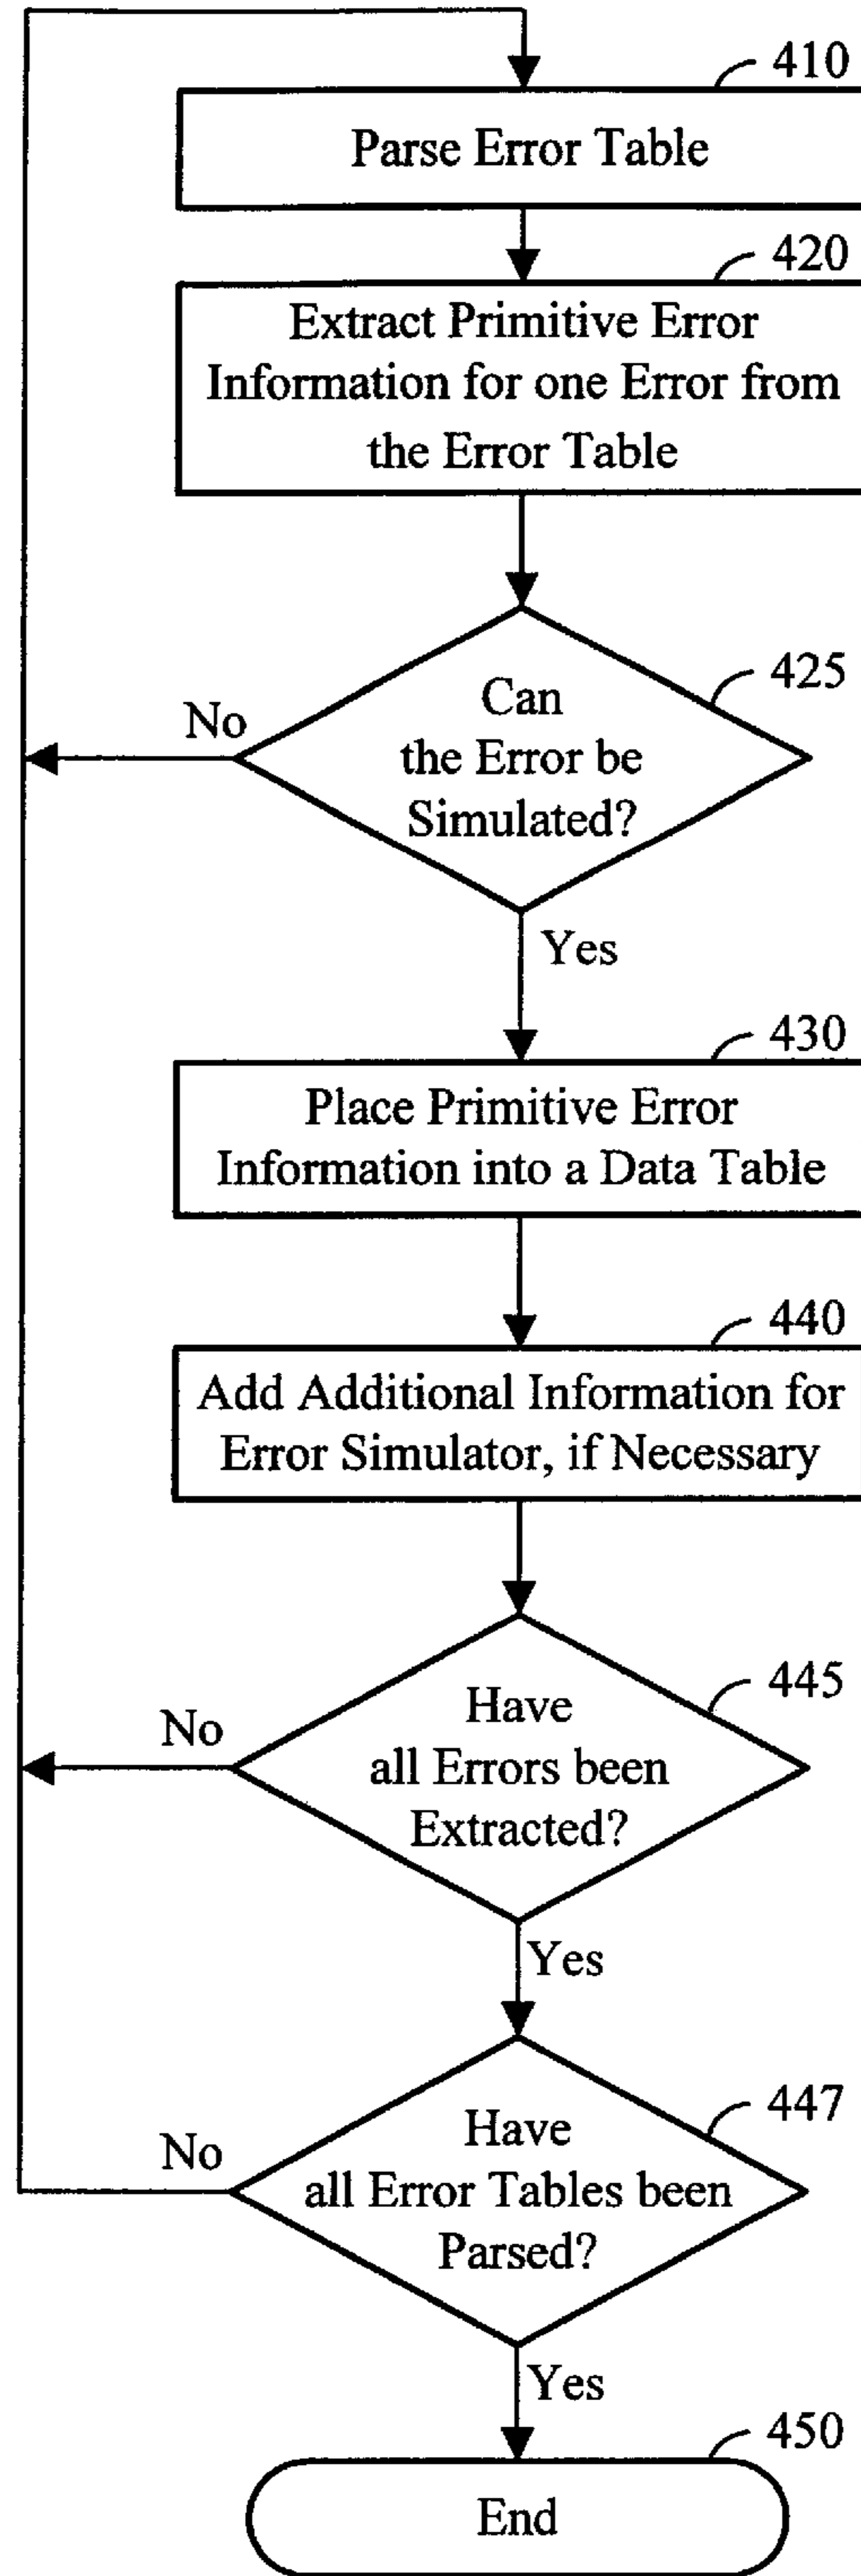 410
Parse Error Table
420
Extract Primitive Error
Information for one Error from
the Error Table
425
Can
the Error be
Simulated?
No
Yes
430
Place Primitive Error
Information into a Data Table
440
Add Additional Information for
Error Simulator, if Necessary
445
Have
all Errors been
Extracted?
No
Yes
447
Have
all Error Tables been
Parsed?
No
Yes
450
End